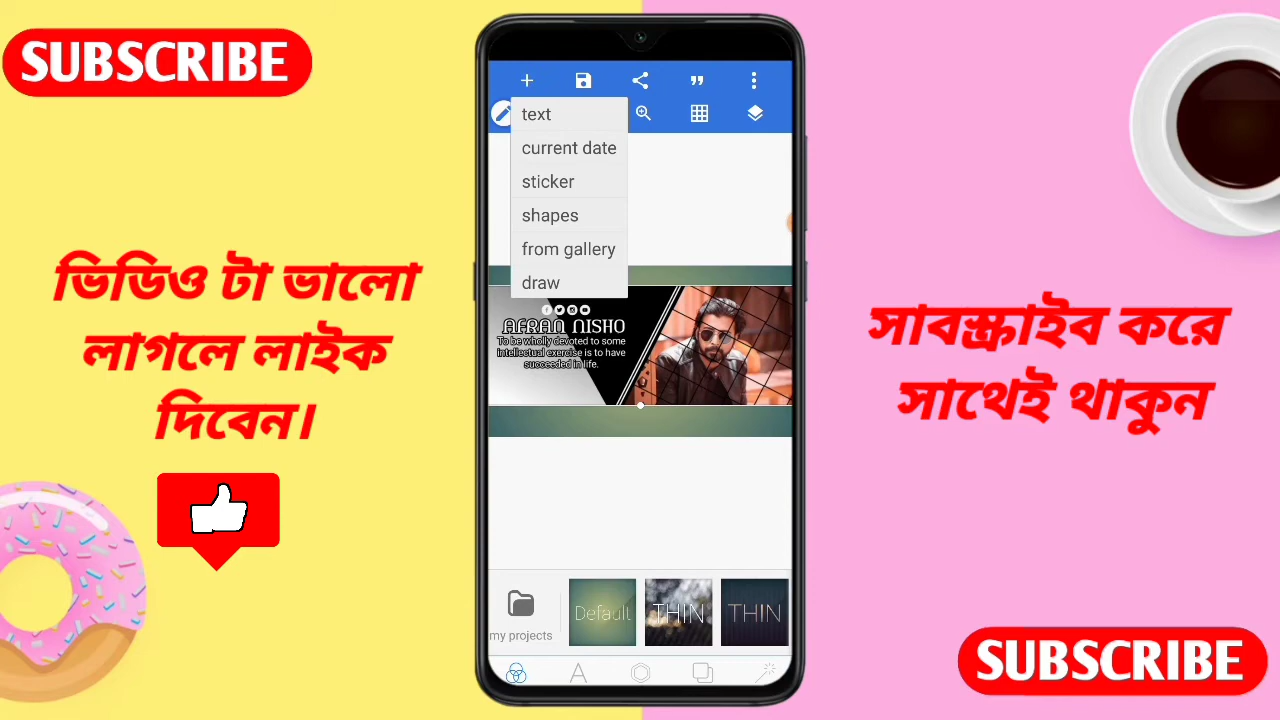 SUBSCRIBE
ভিডিও টা ভালো
লাগলে লাইক
দিবেন।
text
current date
sticker
shapes
from gallery
draw
AFRAN NISHO
To be wholly devoted to some
intellectual exercise is to have
succeeded in life.
my projects
Default
THIN
THIN
সাবস্ক্রাইব করে
সাথেই থাকুন
SUBSCRIBE